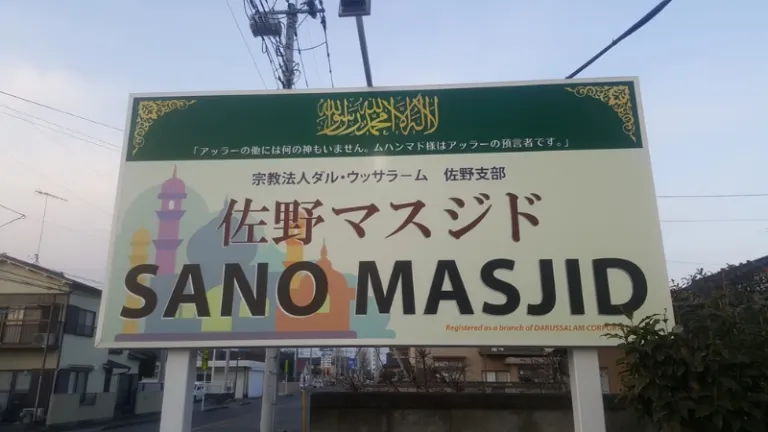 لا إله إلا الله محمد رسول الله
「アッラーの他には何の神もいません。ムハンマド様はアッラーの預言者です。」
宗教法人ダル・ウッサラーム 佐野支部
佐野マスジド
SANO MASJID
Registered as a branch of DARUSSALAM